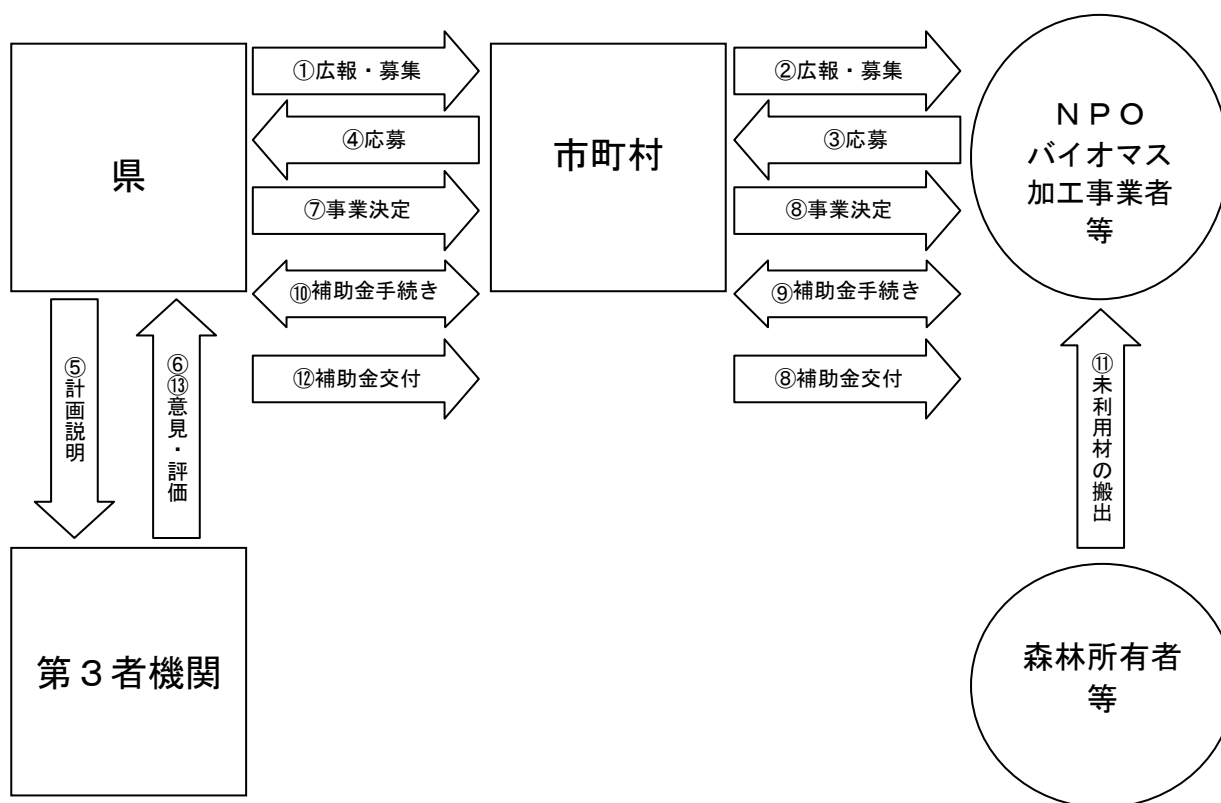 県
①広報・募集
④応募
⑦事業決定
⑩補助金手続き
⑫補助金交付
市町村
②広報・募集
③応募
⑧事業決定
⑨補助金手続き
⑧補助金交付
ＮＰＯ
バイオマス
加工事業者
等
⑤計画説明
⑥⑬意見・評価
⑪未利用材の搬出
第３者機関
森林所有者
等